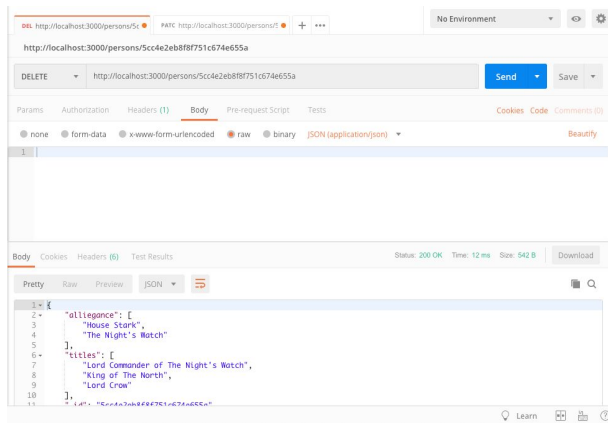 DEL http://localhost:3000/persons/5c PATC http://localhost:3000/persons/5 + ••• No Environment
http://localhost:3000/persons/5cc4e2eb8f8f751c674e655a
DELETE http://localhost:3000/persons/5cc4e2eb8f8f751c674e655a Send Save
Params Authorization Headers (1) Body Pre-request Script Tests Cookies Code Comments (0)
none form-data x-www-form-urlencoded raw binary JSON (application/json) Beautify
1
Body Cookies Headers (6) Test Results Status: 200 OK Time: 12 ms Size: 542 B Download
Pretty Raw Preview JSON
1 {
2 "alliegance": [
3 "House Stark",
4 "The Night's Watch"
5 ],
6 "titles": [
7 "Lord Commander of The Night's Watch",
8 "King of The North",
9 "Lord Crow"
10 ],
11 "_id": "5cc4e2eb8f8f751c674e655a",
Learn